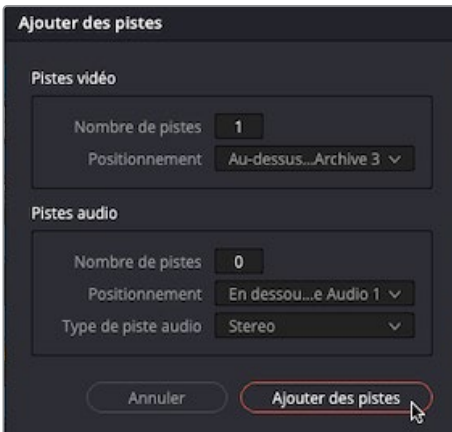 Ajouter des pistes
Pistes vidéo
Nombre de pistes 1
Positionnement Au-dessus...Archive 3
Pistes audio
Nombre de pistes 0
Positionnement En dessou...e Audio 1
Type de piste audio Stereo
Annuler Ajouter des pistes